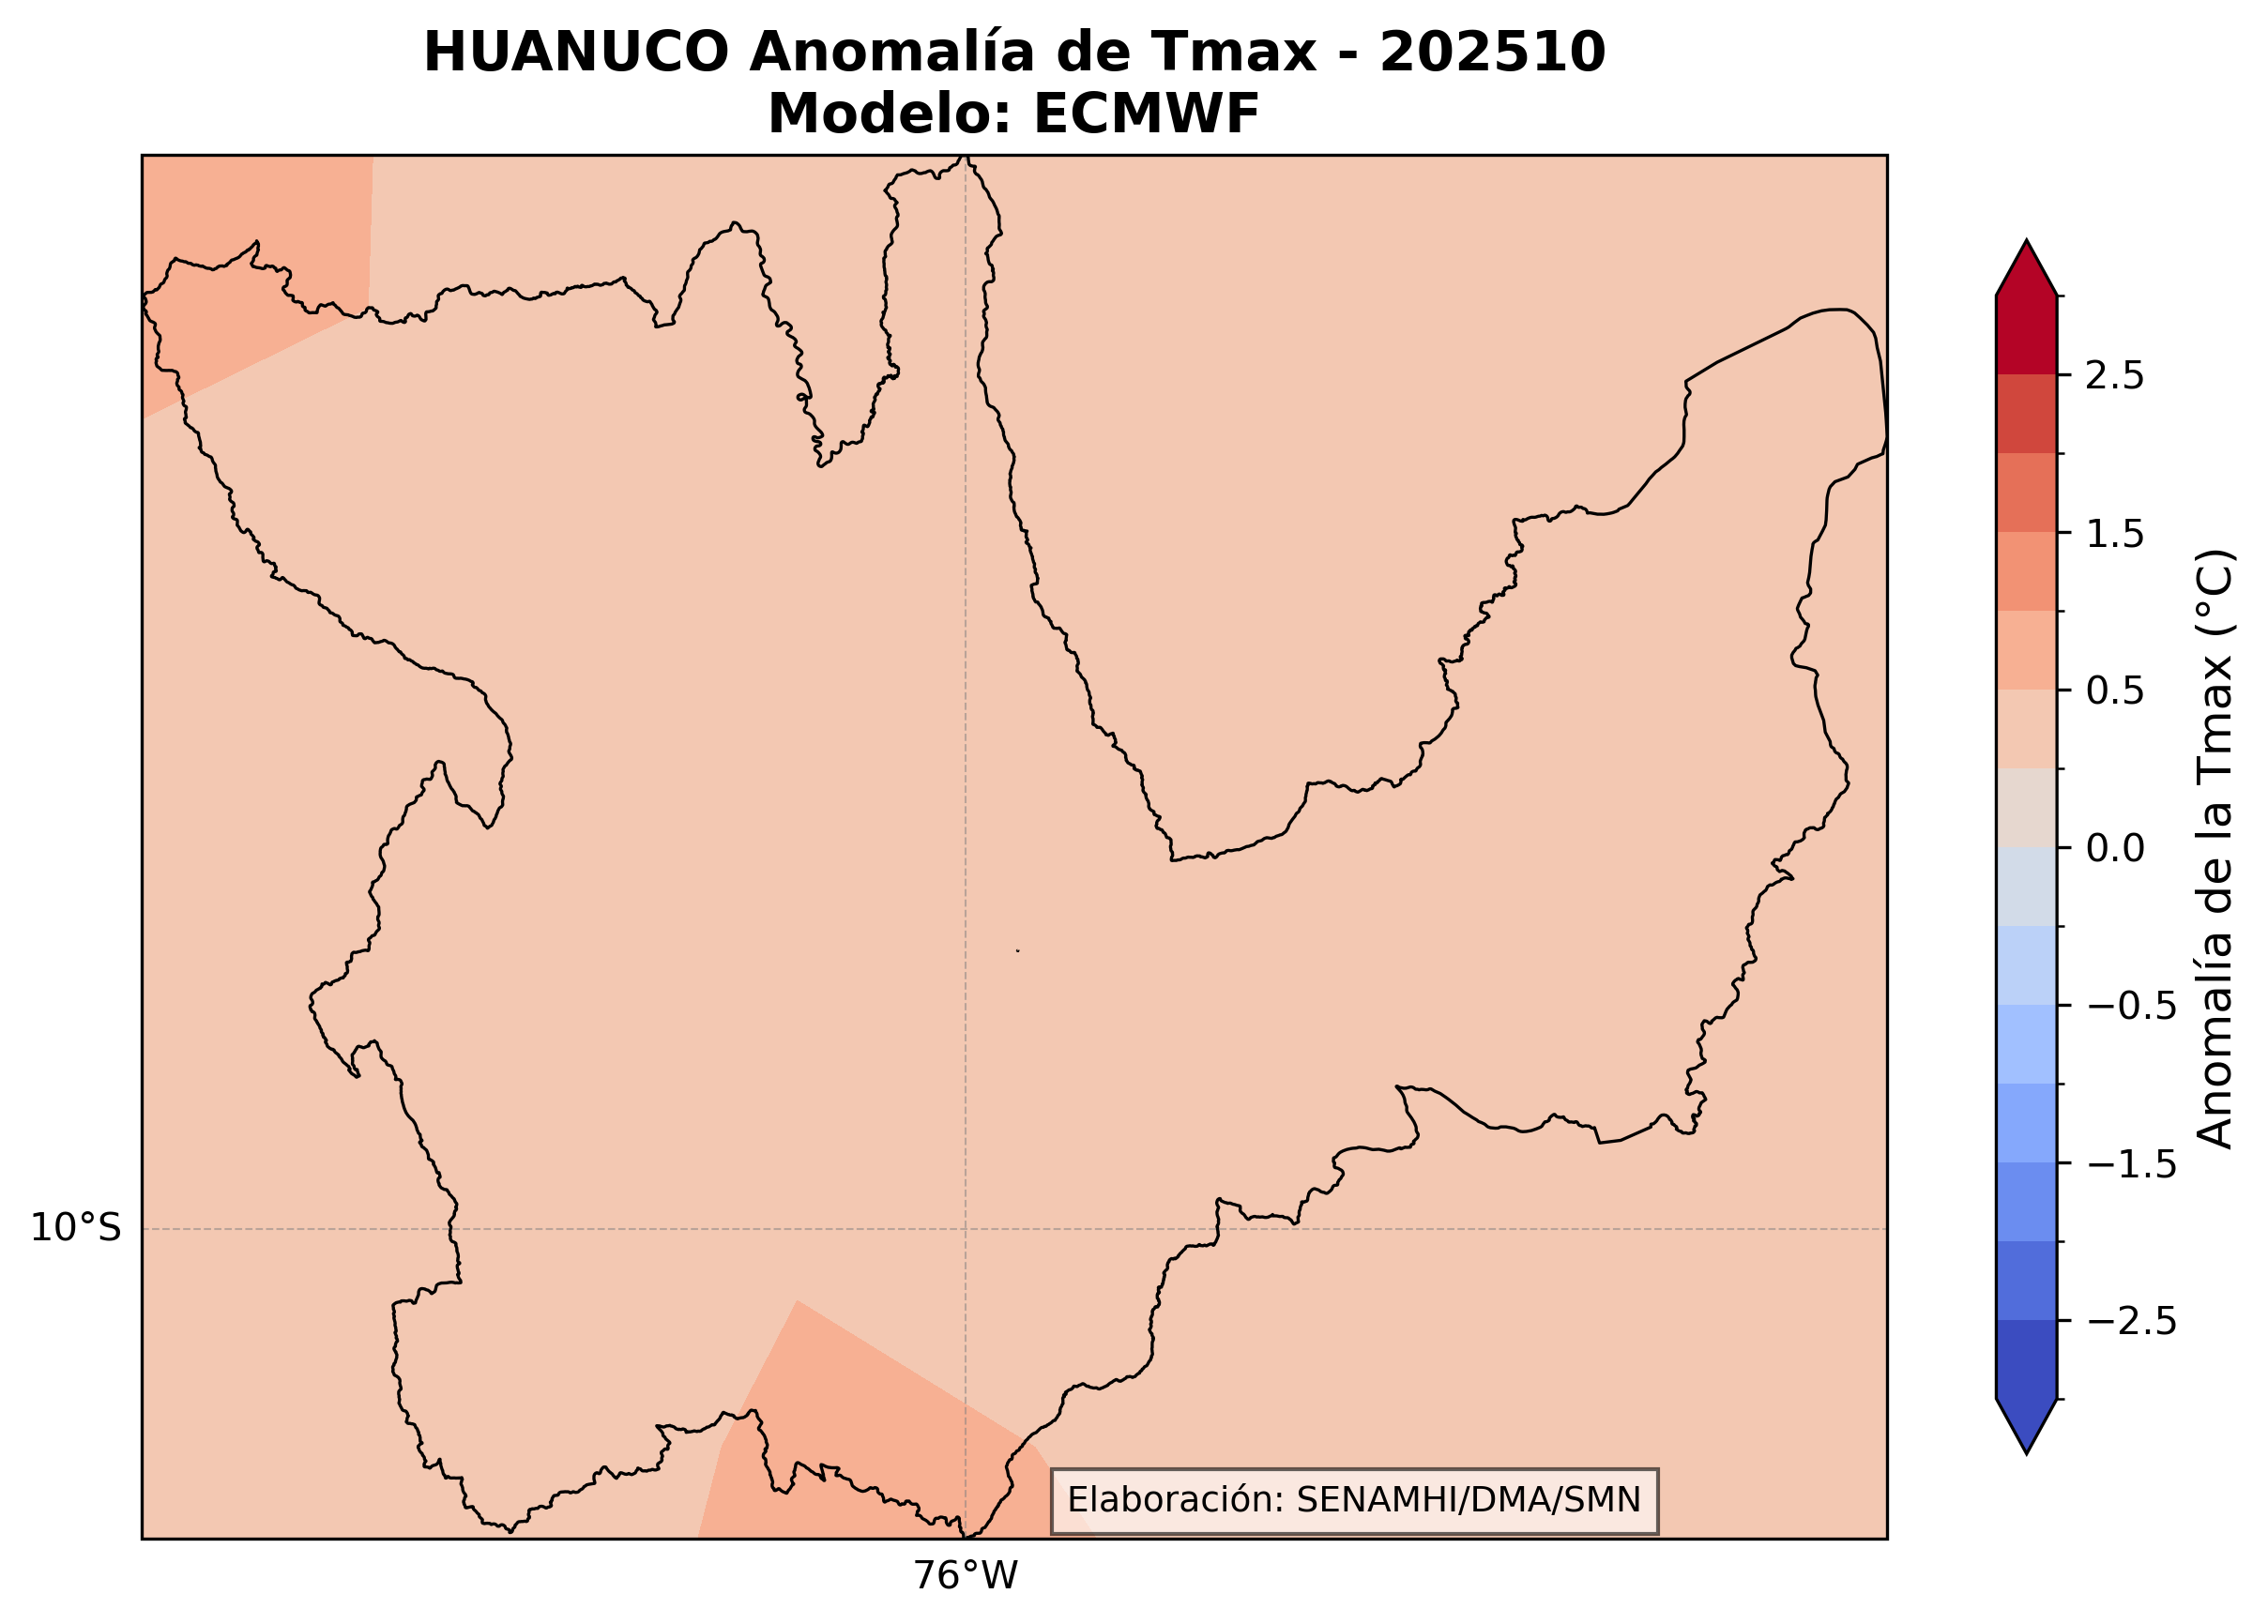 HUANUCO Anomalía de Tmax - 202510
Modelo: ECMWF
2.5
1.5
0.5
0.0
−0.5
−1.5
−2.5
Anomalía de la Tmax (°C)
10°S
76°W
Elaboración: SENAMHI/DMA/SMN